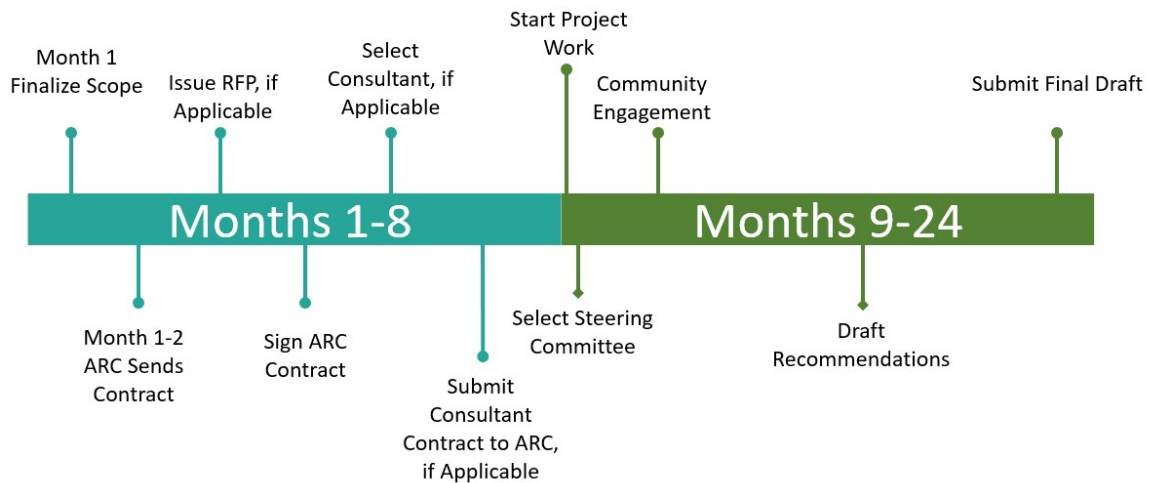 Month 1
Finalize Scope
Issue RFP, if
Applicable
Select
Consultant, if
Applicable
Start Project
Work
Community
Engagement
Submit Final Draft
Months 1-8
Months 9-24
Month 1-2
ARC Sends
Contract
Sign ARC
Contract
Submit
Consultant
Contract to ARC,
if Applicable
Select Steering
Committee
Draft
Recommendations